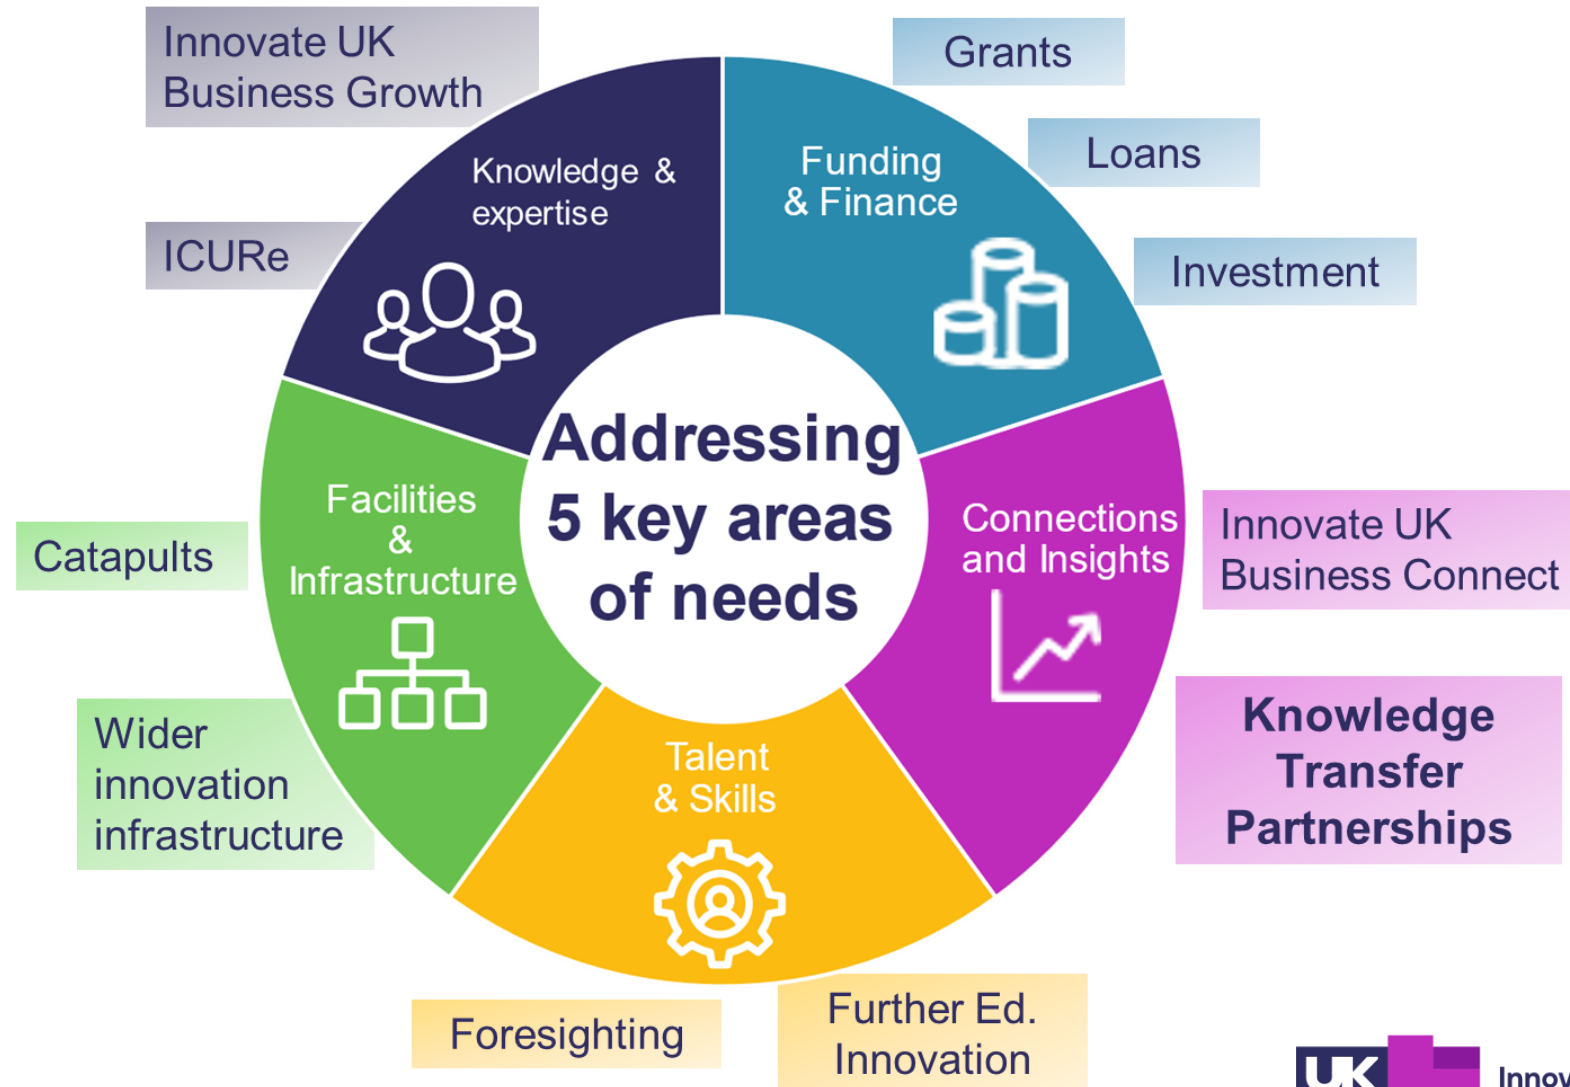 Innovate UK
Business Growth
Grants
Loans
Investment
ICURe
Knowledge &
expertise
Funding
& Finance
Addressing
5 key areas
of needs
Facilities
&
Infrastructure
Connections
and Insights
Talent
& Skills
Catapults
Wider
innovation
infrastructure
Innovate UK
Business Connect
Knowledge
Transfer
Partnerships
Foresighting
Further Ed.
Innovation
UK